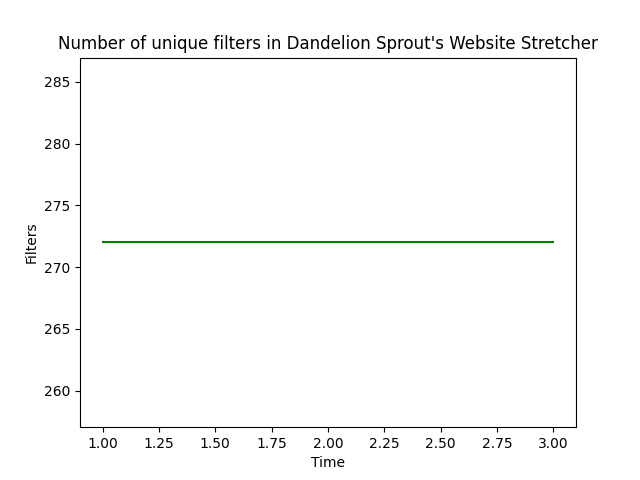 Number of unique filters in Dandelion Sprout's Website Stretcher
285
280
275
270
265
260
Filters
1.00 1.25 1.50 1.75 2.00 2.25 2.50 2.75 3.00
Time